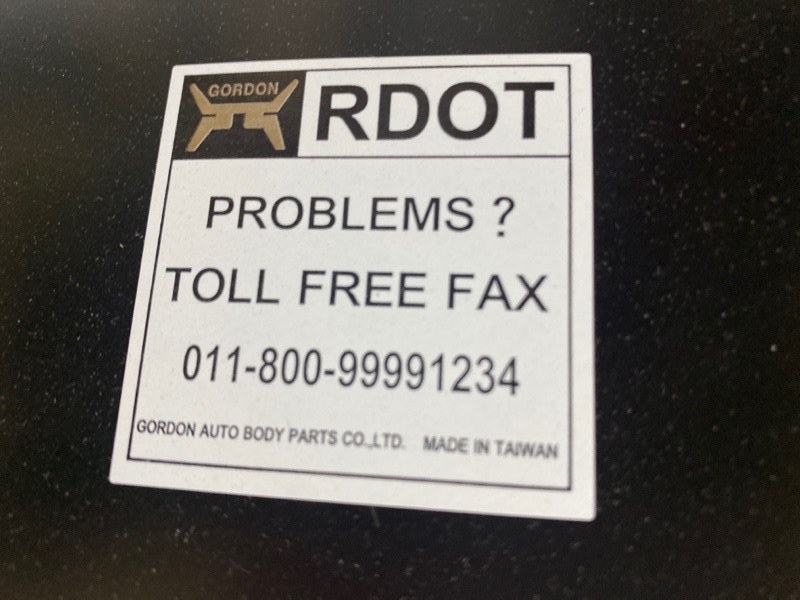 GORDON
RDOT
PROBLEMS ?
TOLL FREE FAX
011-800-99991234
GORDON AUTO BODY PARTS CO.,LTD. MADE IN TAIWAN